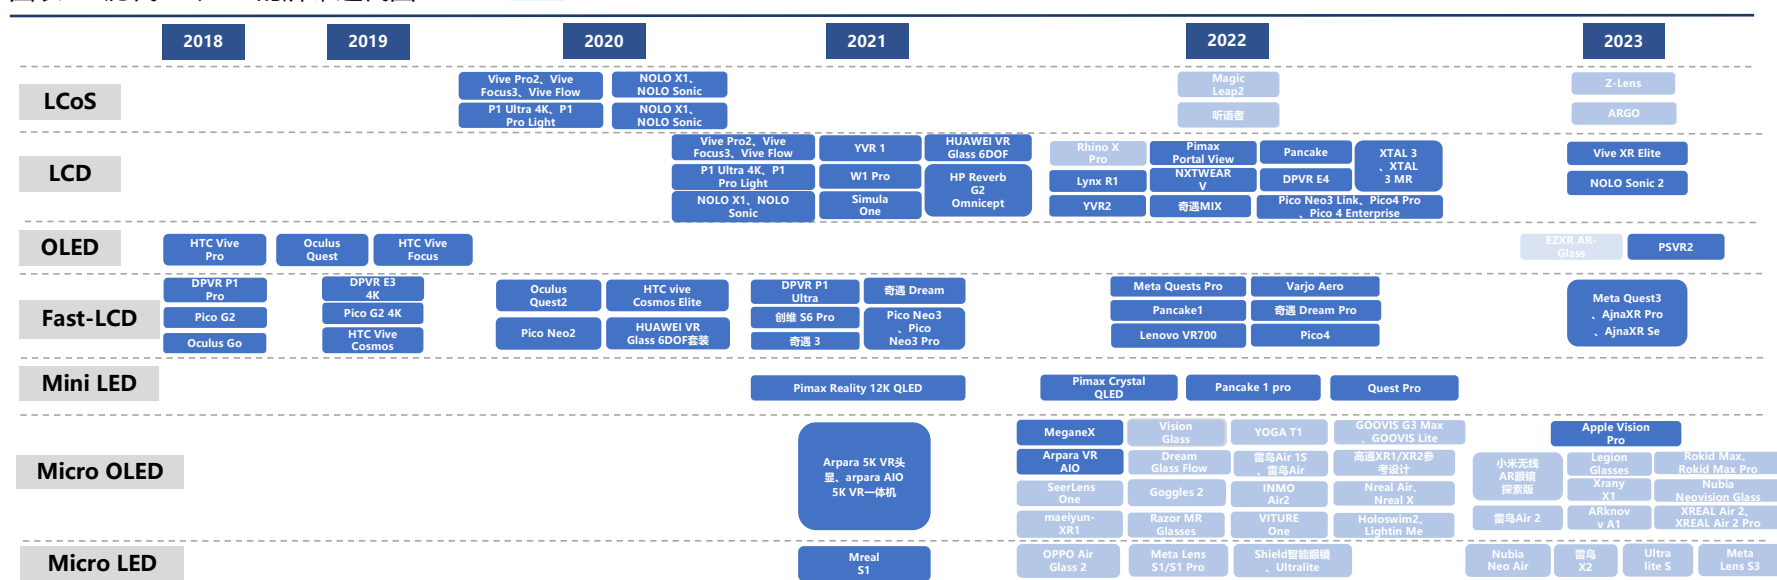 2018
2019
2020
2021
2022
2023
LCoS
Vive Pro2、Vive
Focus3、Vive Flow
NOLO X1、
NOLO Sonic
P1 Ultra 4K、P1
Pro Light
NOLO X1、
NOLO Sonic
Magic
Leap2
听语者
Z-Lens
ARGO
LCD
Vive Pro2、Vive
Focus3、Vive Flow
P1 Ultra 4K、P1
Pro Light
NOLO X1、NOLO
Sonic
YVR 1
W1 Pro
Simula
One
HUAWEI VR
Glass 6DOF
HP Reverb
G2
Omnicept
Rhino X
Pro
Lynx R1
YVR2
Pimax
Portal View
NXTWEAR
V
奇遇MIX
Pancake
DPVR E4
XTAL 3
、XTAL
3 MR
Pico Neo3 Link、Pico4 Pro
、Pico 4 Enterprise
Vive XR Elite
NOLO Sonic 2
OLED
HTC Vive
Pro
Oculus
Quest
HTC Vive
Focus
EZXR AR-
Glass
PSVR2
Fast-LCD
DPVR P1
Pro
Pico G2
Oculus Go
DPVR E3
4K
Pico G2 4K
HTC Vive
Cosmos
Oculus
Quest2
HTC vive
Cosmos Elite
Pico Neo2
HUAWEI VR
Glass 6DOF套装
DPVR P1
Ultra
创维 S6 Pro
奇遇 3
奇遇 Dream
Pico Neo3
、Pico
Neo3 Pro
Meta Quests Pro
Pancake1
Lenovo VR700
Varjo Aero
奇遇 Dream Pro
Pico4
Meta Quest3
、AjnaXR Pro
、AjnaXR Se
Mini LED
Pimax Reality 12K QLED
Pimax Crystal
QLED
Pancake 1 pro
Quest Pro
Micro OLED
Arpara 5K VR头
显、arpara AIO
5K VR一体机
MeganeX
Arpara VR
AIO
SeerLens
One
maeiyun-
XR1
Vision
Glass
Dream
Glass Flow
Goggles 2
Razor MR
Glasses
YOGA T1
雷鸟Air 1S
、雷鸟Air
INMO
Air2
VITURE
One
GOOVIS G3 Max
、GOOVIS Lite
高通XR1/XR2参
考设计
Nreal Air、
Nreal X
Holoswim2、
Lightin Me
Apple Vision
Pro
小米无线
AR眼镜
探索版
雷鸟Air 2
Legion
Glasses
Xrany
X1
ARknov
v A1
Rokid Max、
Rokid Max Pro
Nubia
Neovision Glass
XREAL Air 2、
XREAL Air 2 Pro
Micro LED
Mreal
S1
OPPO Air
Glass 2
Meta Lens
S1/S1 Pro
Shield智能眼镜
、Ultralite
Nubia
Neo Air
雷鸟
X2
Ultra
lite S
Meta
Lens S3